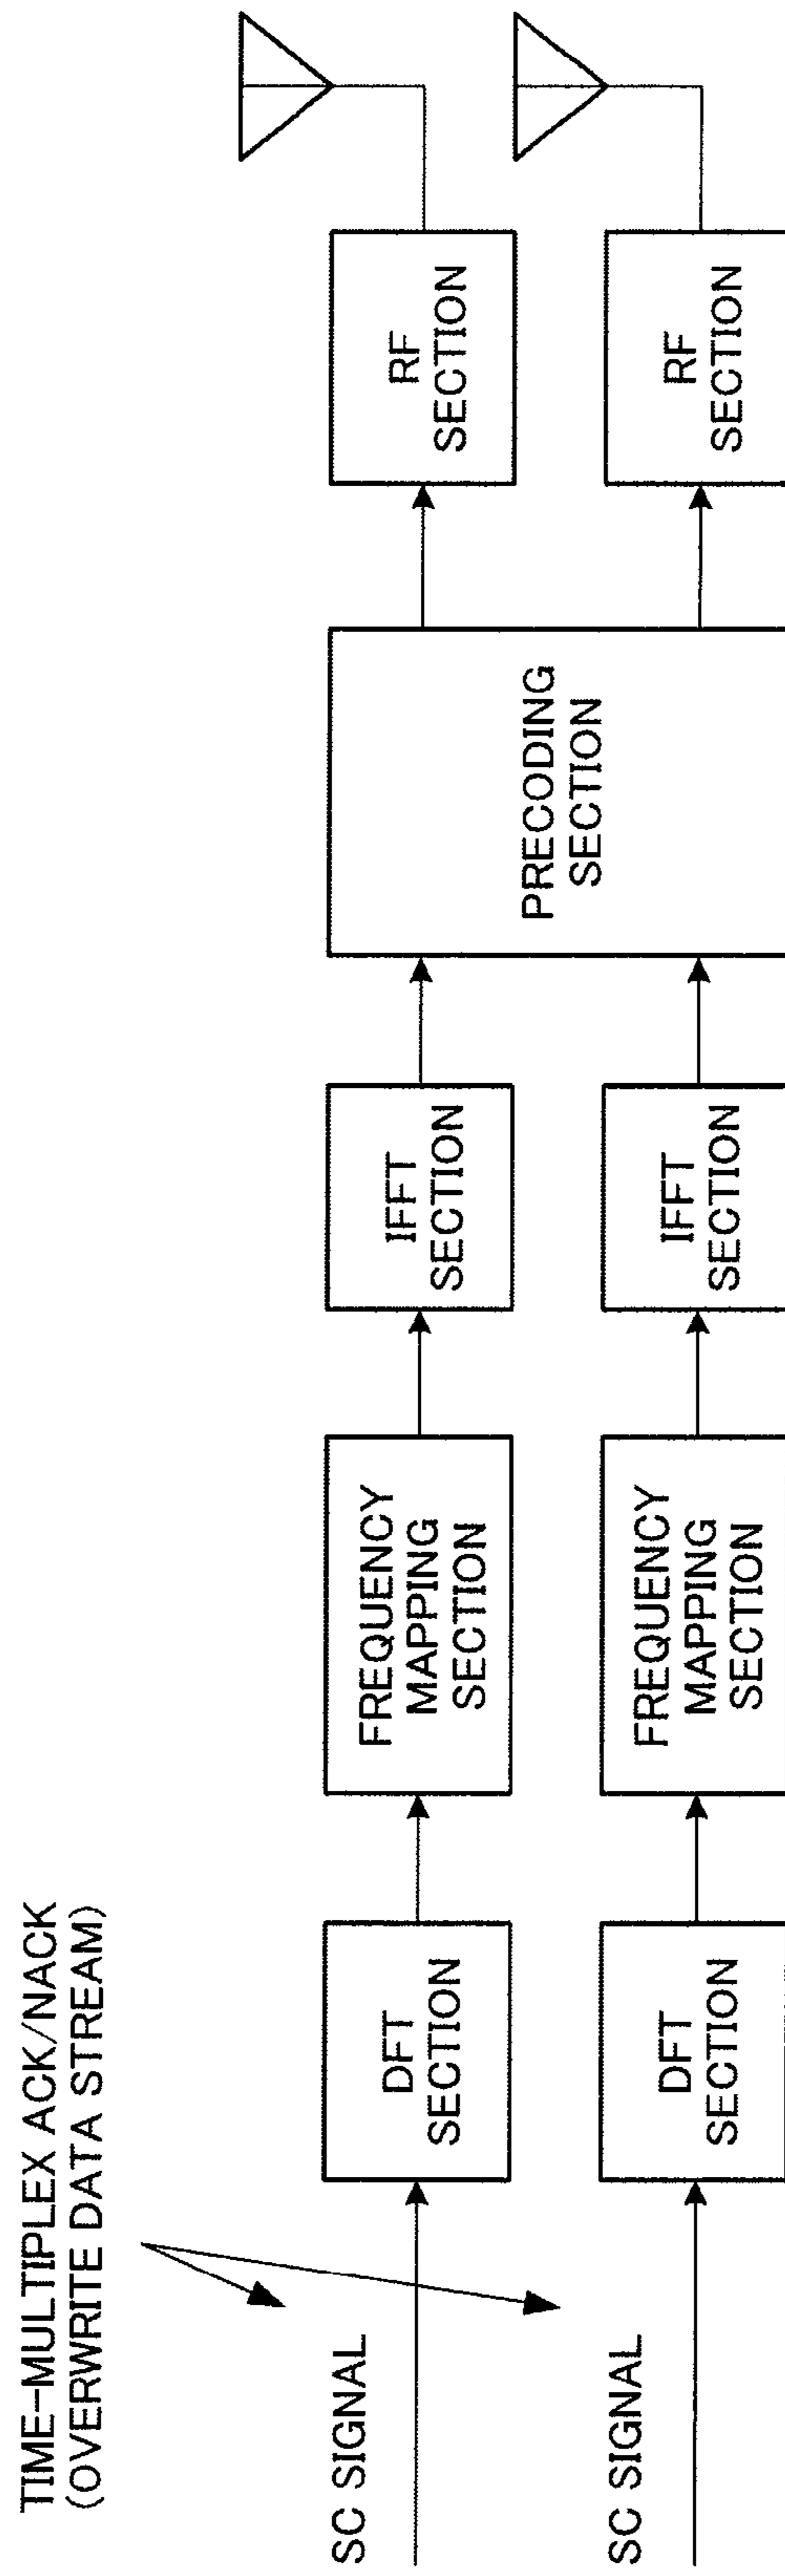 TIME-MULTIPLEX ACK/NACK
(OVERWRITE DATA STREAM)
SC SIGNAL
DFT
SECTION
FREQUENCY
MAPPING
SECTION
IFFT
SECTION
PRECODING
SECTION
RF
SECTION
SC SIGNAL
DFT
SECTION
FREQUENCY
MAPPING
SECTION
IFFT
SECTION
RF
SECTION